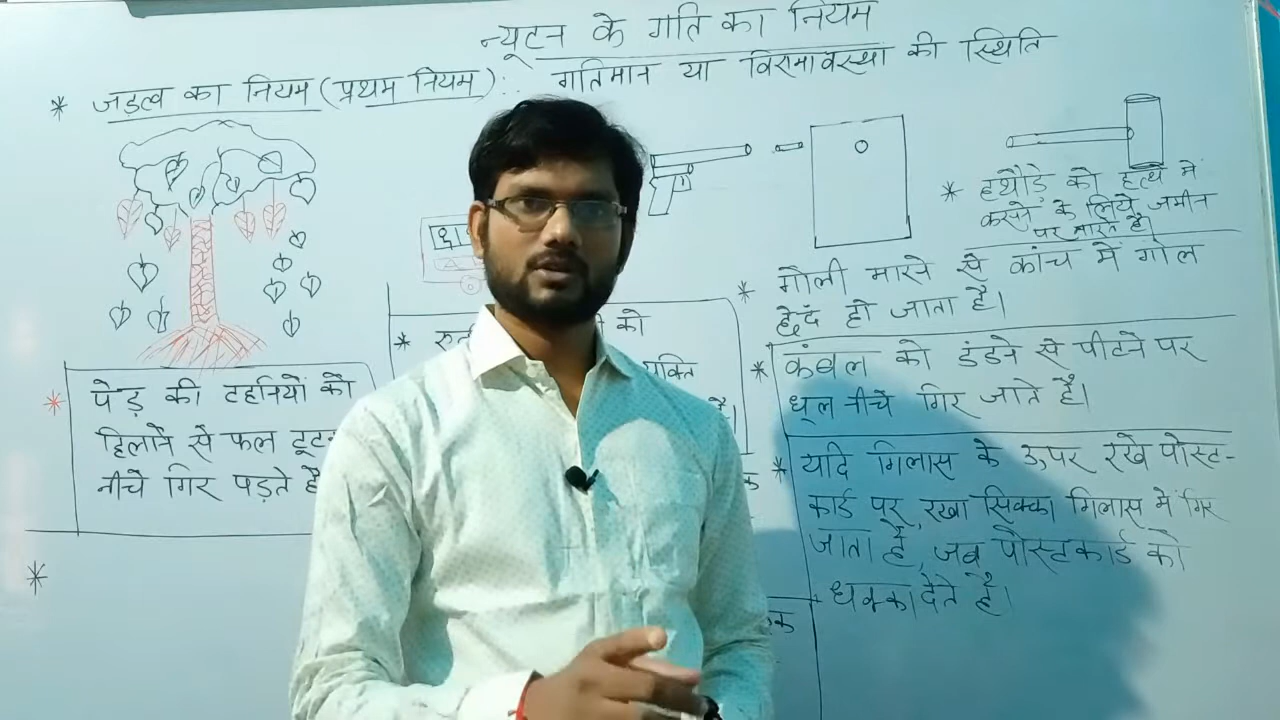 न्यूटन के गति का नियम
* जड़त्व का नियम (प्रथम नियम) : गतिमान या विरामावस्था की स्थिति
* पेड़ की टहनियों को
हिलाने से फल टूट
नीचे गिर पड़ते है
*
* को
* हथौड़े को हत्थे में
कसने के लिये जमीन
पर मारते है।
* गोली मारने से कांच में गोल
हो जाता है।
* कंबल को डंडने से पीटने पर
धूल नीचे गिर जाते है।
* यदि गिलास के ऊपर रखे पोस्ट-
कार्ड पर, रखा सिक्का गिलास में गिर
जाता है, जब पोस्टकार्ड को
धक्का देते है।